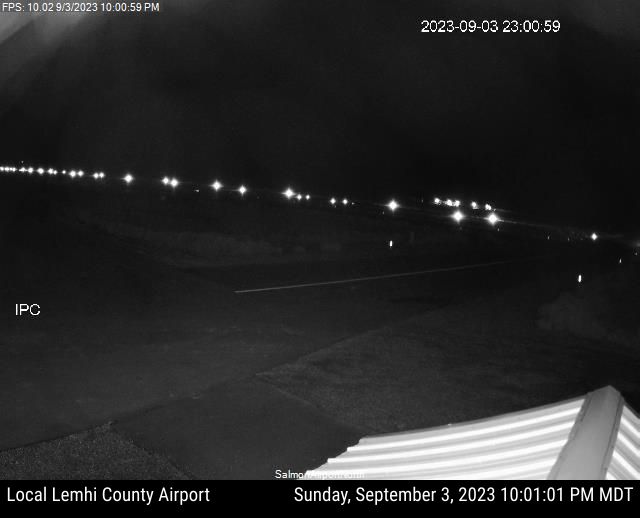 FPS: 10.02 9/3/2023 10:00:59 PM
2023-09-03 23:00:59
IPC
Local Lemhi County Airport
Sunday, September 3, 2023 10:01:01 PM MDT